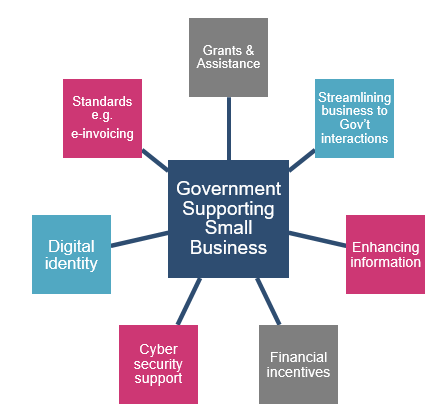 Grants &
Assistance
Standards
e.g.
e-invoicing
Streamlining
business to
Gov't
interactions
Government
Supporting
Small
Business
Digital
identity
Enhancing
information
Cyber
security
support
Financial
incentives